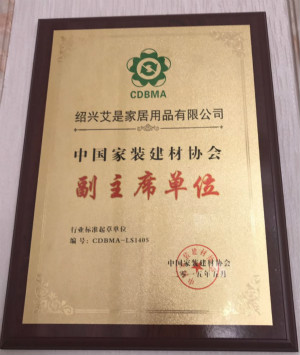 CDBMA
绍兴艾是家居用品有限公司
中国家装建材协会
副主席单位
行业标准起草单位
编号:CDBMA-LS1405
中国家装建材协会